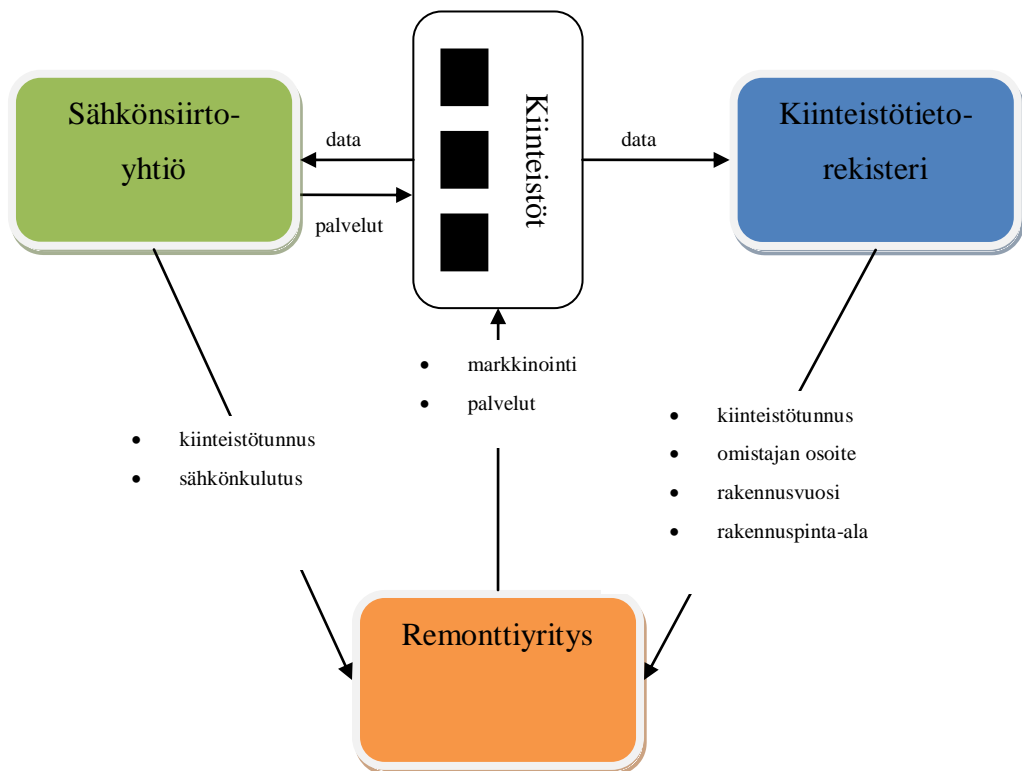 Sähkönsiirto-
yhtiö
data
palvelut
Kiinteistöt
data
Kiinteistötieto-
rekisteri
• markkinointi
• palvelut
• kiinteistötunnus
• sähkönkulutus
• kiinteistötunnus
• omistajan osoite
• rakennusvuosi
• rakennuspinta-ala
Remonttiyritys